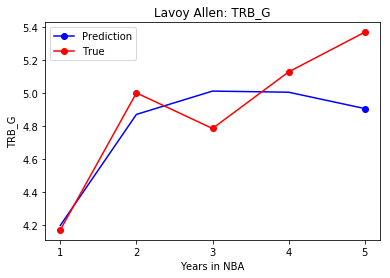 Lavoy Allen: TRB_G
Prediction
True
5.4
5.2
5.0
4.8
4.6
4.4
4.2
TRB_G
1 2 3 4 5
Years in NBA